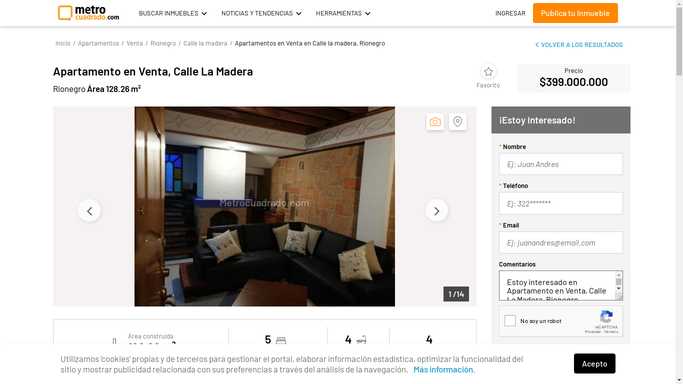 metro
cuadrado.com
BUSCAR INMUEBLES
NOTICIAS Y TENDENCIAS
HERRAMIENTAS
INGRESAR
Publica tu Inmueble
Inicio / Apartamentos / Venta / Rionegro / Calle la madera / Apartamentos en Venta en Calle la madera, Rionegro
VOLVER A LOS RESULTADOS
Apartamento en Venta, Calle La Madera
Rionegro Área 128.26 m²
Favorito
Precio
$399.000.000
Metrocuadrado.com
1 /14
¡Estoy Interesado!
* Nombre
Ej: Juan Andres
* Teléfono
Ej: 322*******
* Email
Ej: juanandres@email.com
Comentarios
Estoy interesado en
Apartamento en Venta, Calle
La Madera, Rionegro
No soy un robot
reCAPTCHA
Privacidad - Términos
Área construida
5
4
4
Utilizamos 'cookies' propias y de terceros para gestionar el portal, elaborar información estadística, optimizar la funcionalidad del
sitio y mostrar publicidad relacionada con sus preferencias a través del análisis de la navegación. Más información.
Acepto